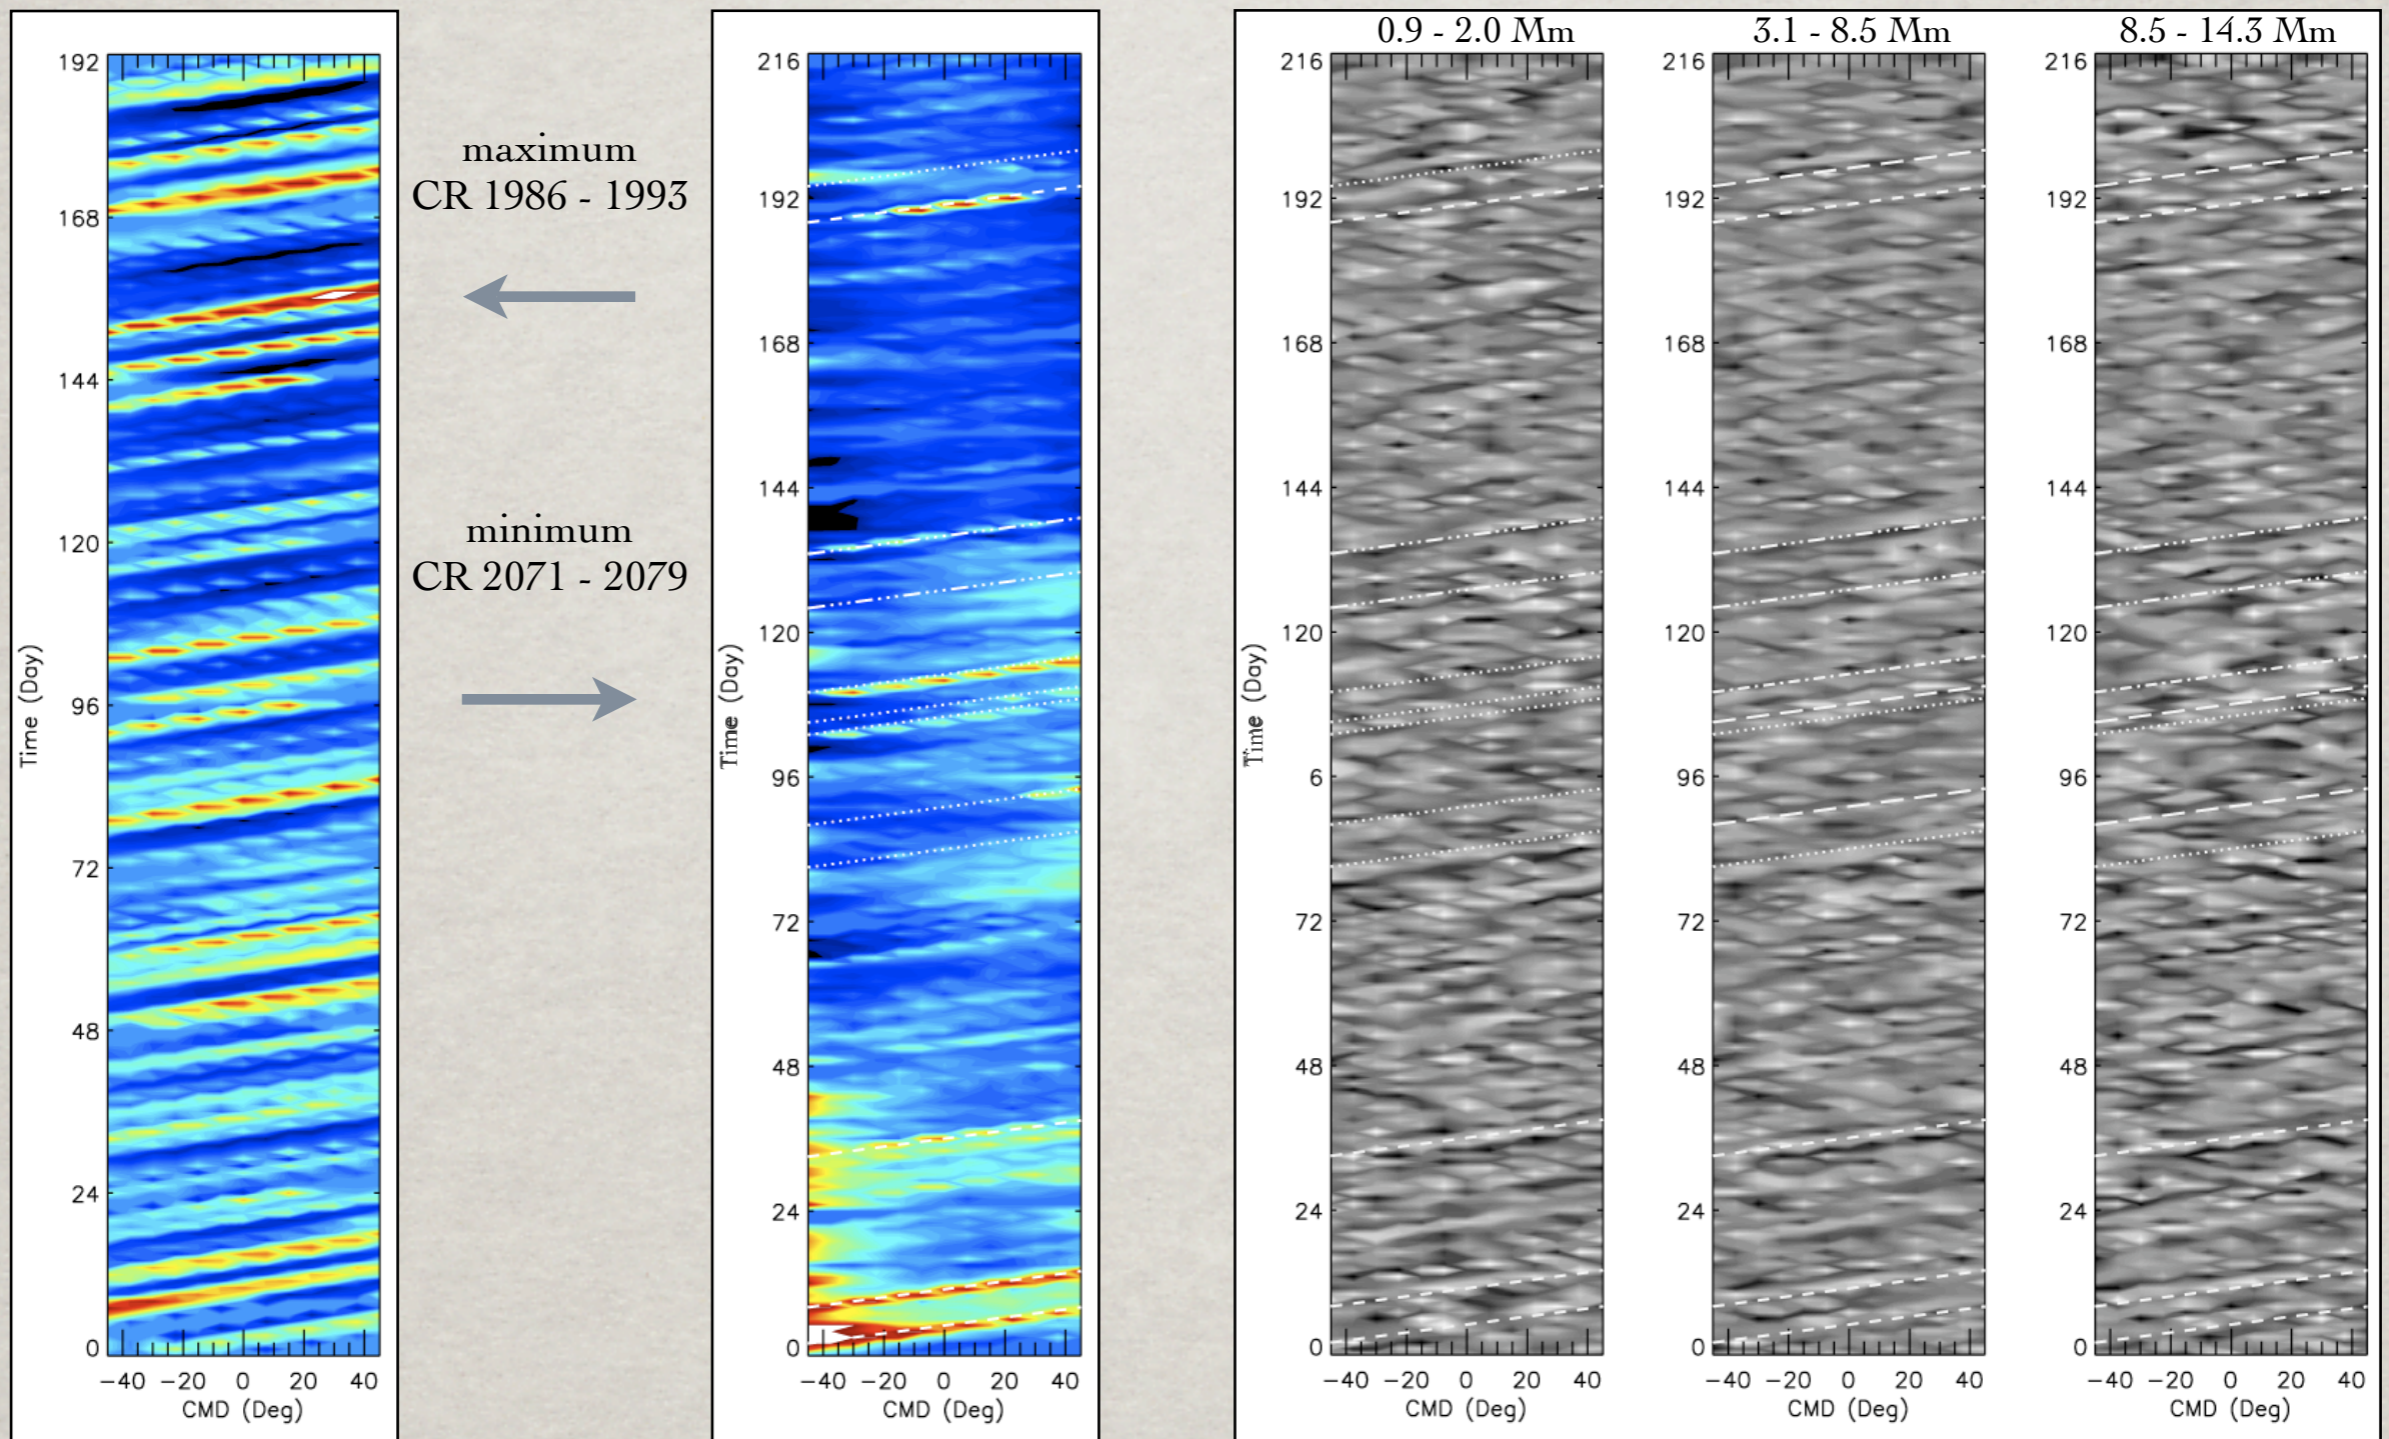 192
168
144
120
96
72
48
24
0
Time (Day)
−40 −20 0 20 40
CMD (Deg)
maximum
CR 1986 - 1993
minimum
CR 2071 - 2079
216
192
168
144
120
96
72
48
24
0
Time (Day)
−40 −20 0 20 40
CMD (Deg)
0.9 - 2.0 Mm
216
192
168
144
120
6
72
48
24
0
Time (Day)
−40 −20 0 20 40
CMD (Deg)
3.1 - 8.5 Mm
216
192
168
144
120
96
72
48
24
0
−40 −20 0 20 40
CMD (Deg)
8.5 - 14.3 Mm
216
192
168
144
120
96
72
48
24
0
−40 −20 0 20 40
CMD (Deg)